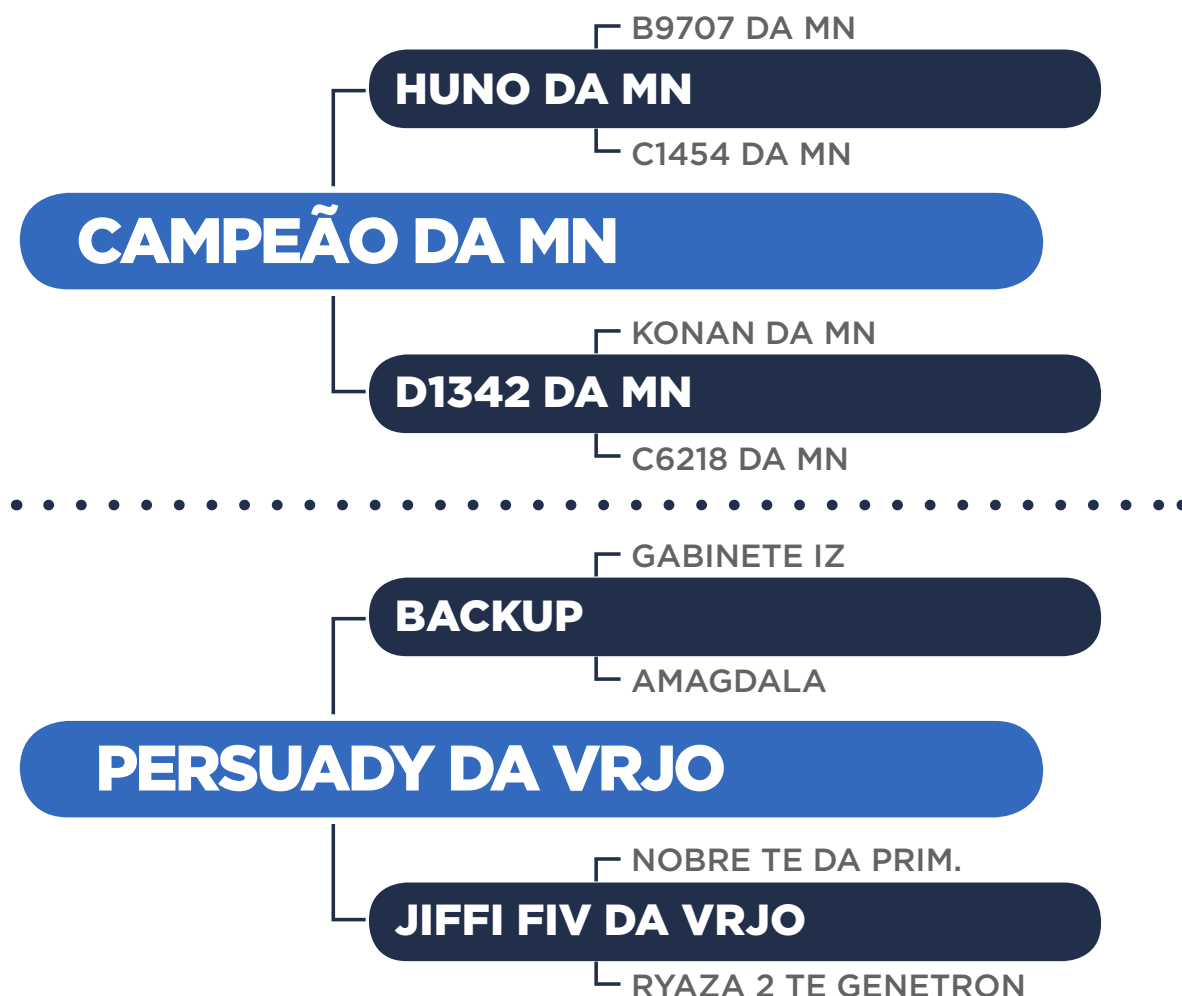 B9707 DA MN
HUNO DA MN
C1454 DA MN
CAMPEÃO DA MN
KONAN DA MN
D1342 DA MN
C6218 DA MN
GABINETE IZ
BACKUP
AMAGDALA
PERSUADY DA VRJO
NOBRE TE DA PRIM.
JIFFI FIV DA VRJO
RYAZA 2 TE GENETRON